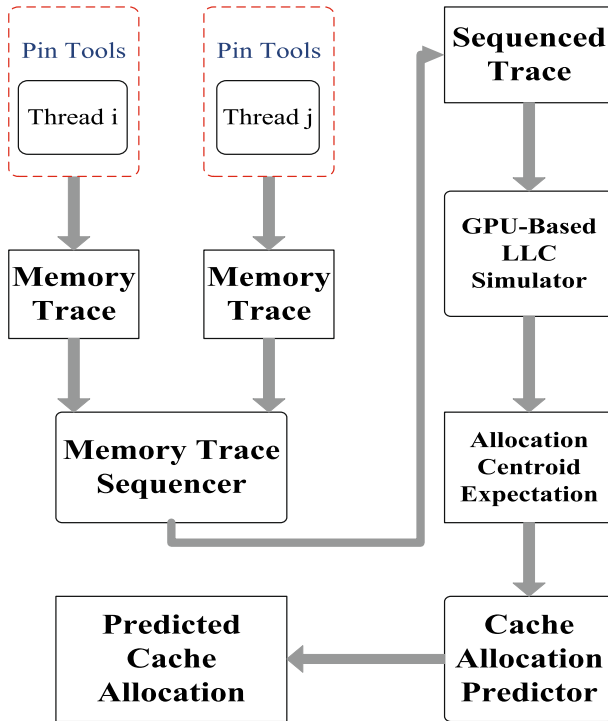 Pin Tools
Thread i
Pin Tools
Thread j
Memory
Trace
Memory
Trace
Memory Trace
Sequencer
Sequenced
Trace
GPU-Based
LLC
Simulator
Allocation
Centroid
Expectation
Cache
Allocation
Predictor
Predicted
Cache
Allocation